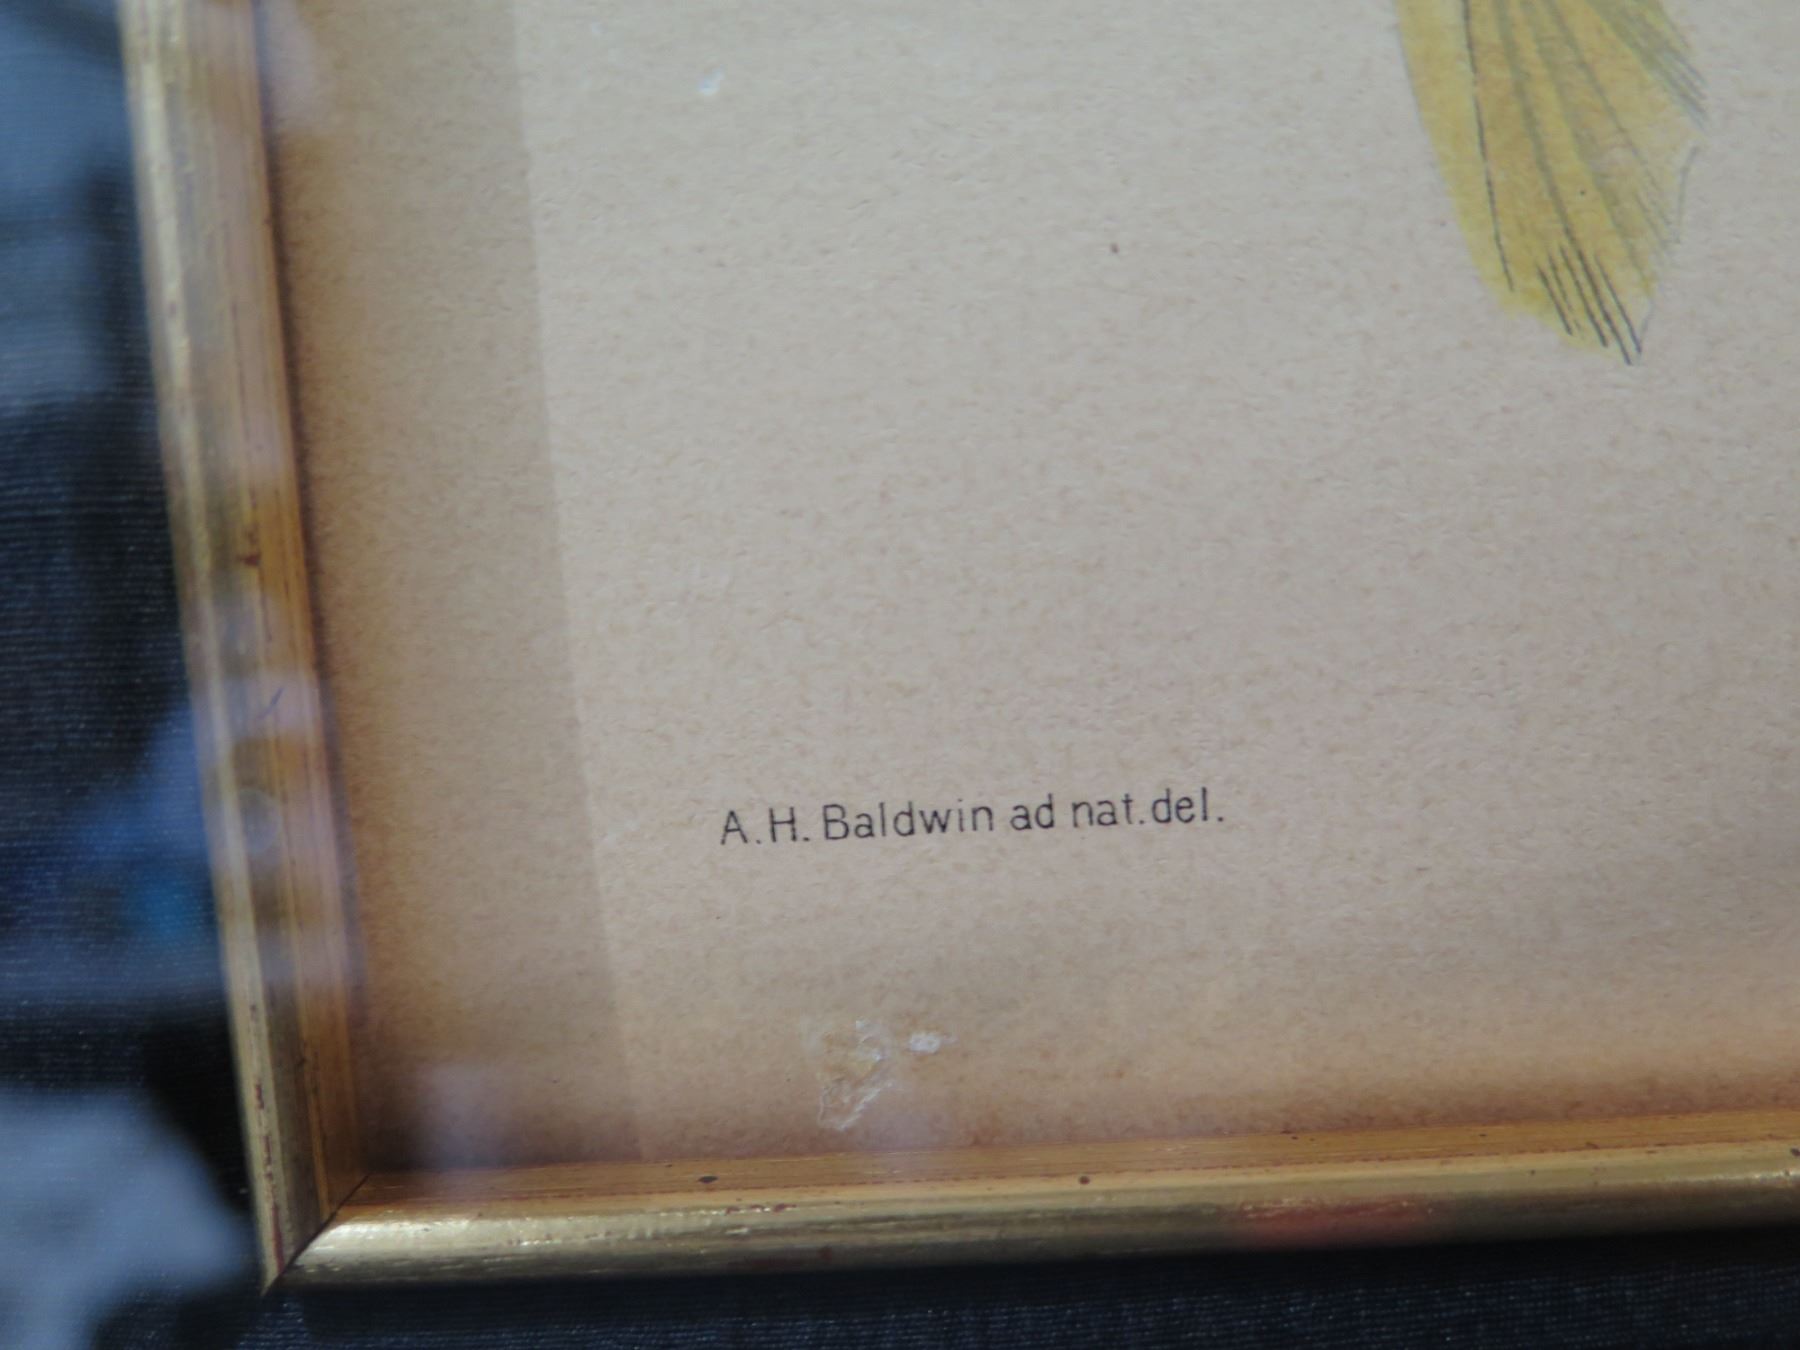 A.H. Baldwin ad nat. del.